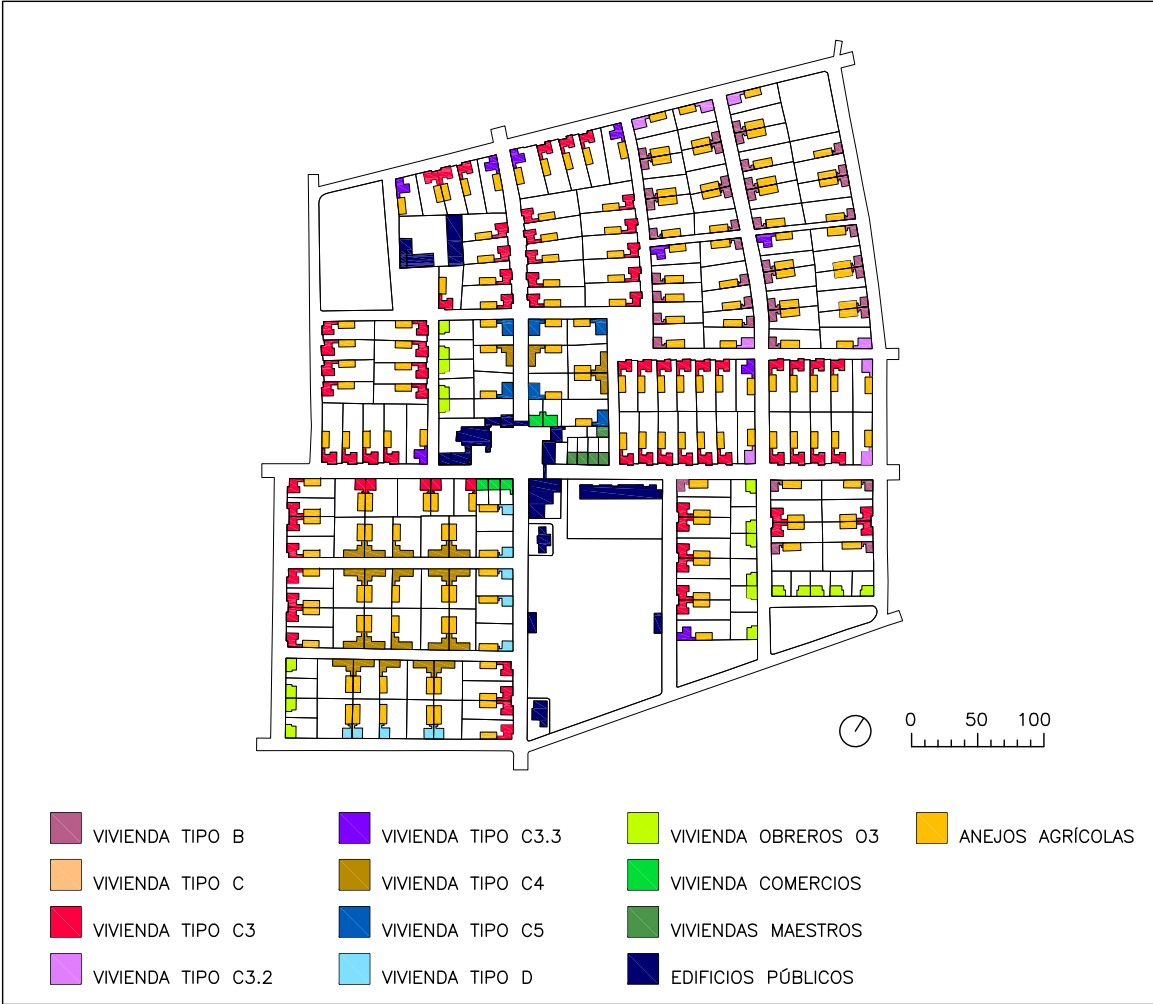 0 50 100
VIVIENDA TIPO B
VIVIENDA TIPO C
VIVIENDA TIPO C3
VIVIENDA TIPO C3.2
VIVIENDA TIPO C3.3
VIVIENDA TIPO C4
VIVIENDA TIPO C5
VIVIENDA TIPO D
VIVIENDA OBREROS O3
VIVIENDA COMERCIOS
VIVIENDAS MAESTROS
EDIFICIOS PÚBLICOS
ANEJOS AGRÍCOLAS